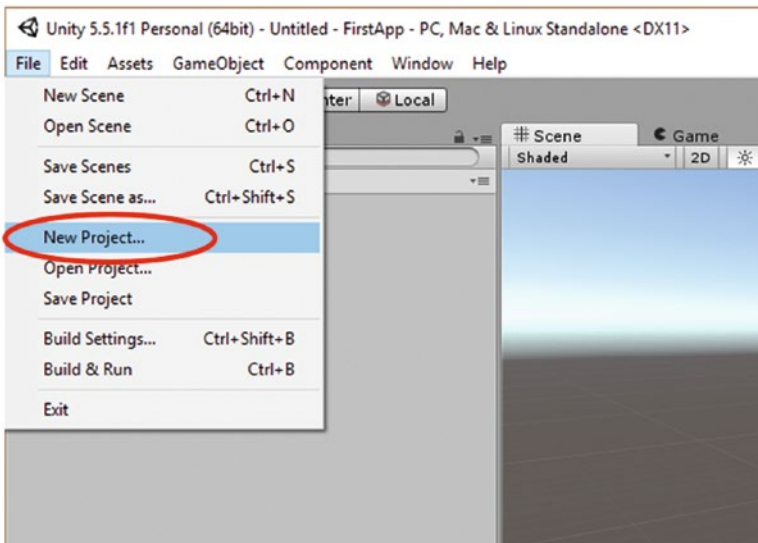 Unity 5.5.1f1 Personal (64bit) - Untitled - FirstApp - PC, Mac & Linux Standalone <DX11>
File Edit Assets GameObject Component Window Help
New Scene Ctrl+N
Local
Open Scene Ctrl+O
Scene Game
Shaded 2D
Save Scenes Ctrl+S
Save Scene as... Ctrl+Shift+S
New Project...
Open Project...
Save Project
Build Settings... Ctrl+Shift+B
Build & Run Ctrl+B
Exit